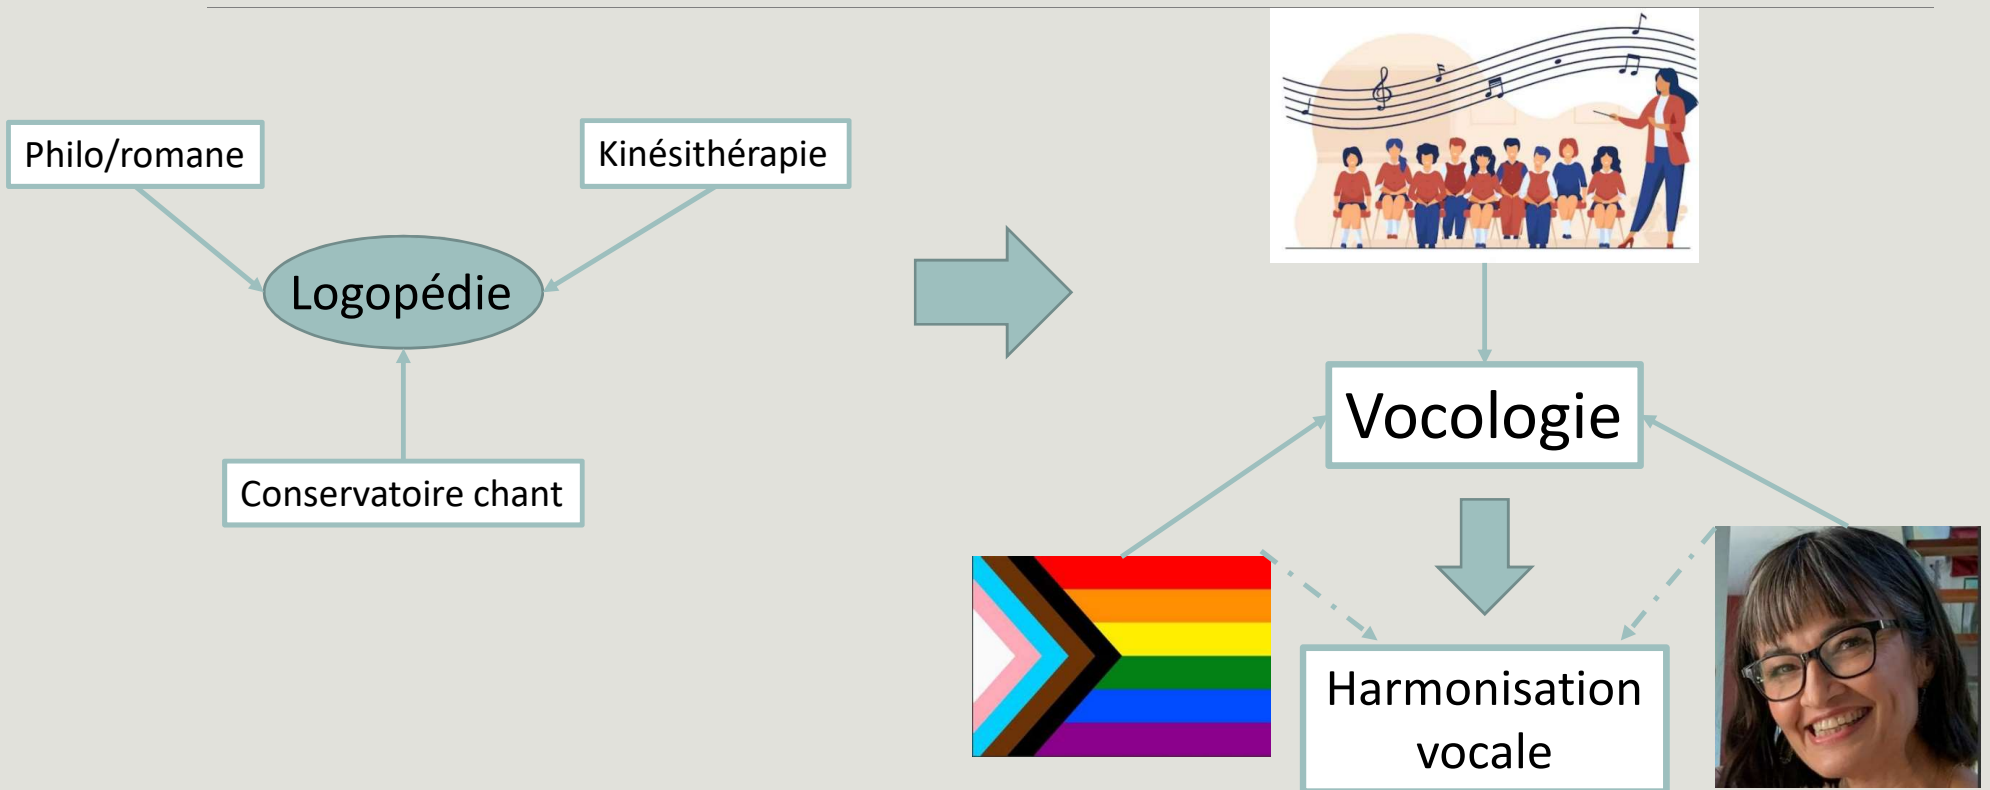 Philo/romane
Kinésithérapie
Logopédie
Conservatoire chant
Vocologie
Harmonisation
vocale